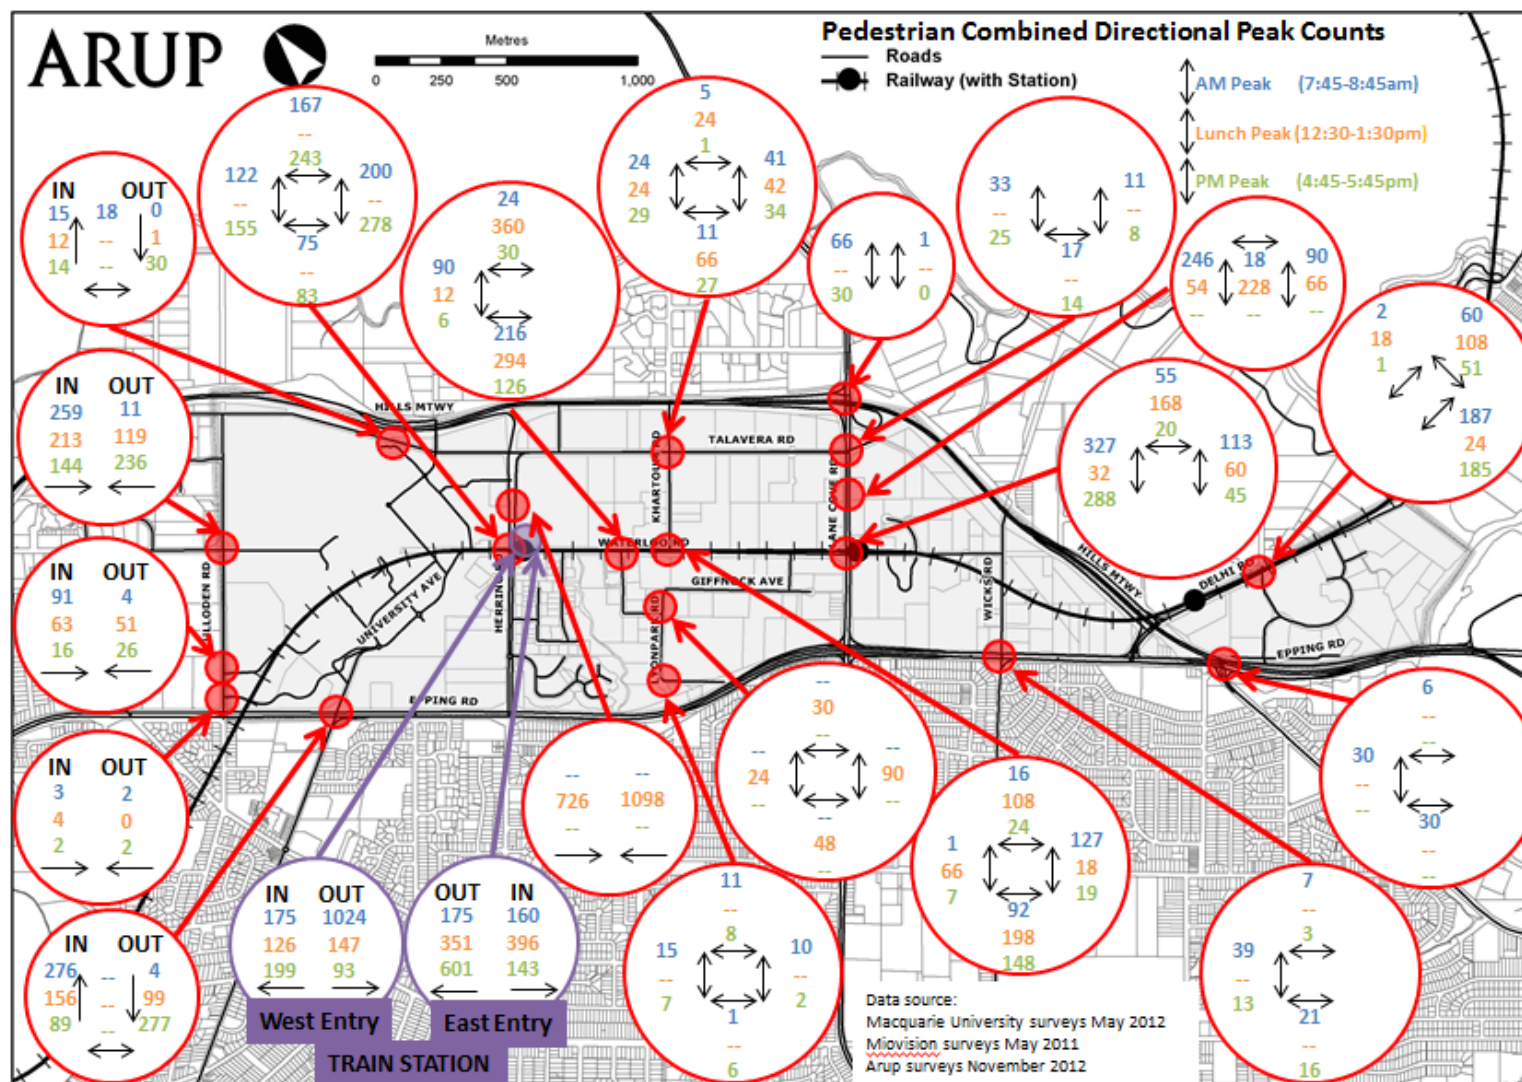 ARUP
Metres
0 250 500 1,000
Pedestrian Combined Directional Peak Counts
Roads
Railway (with Station)
AM Peak (7:45-8:45am)
Lunch Peak (12:30-1:30pm)
PM Peak (4:45-5:45pm)
IN OUT
15 18 0
12 -- 1
14 -- 30
167
--
243
122 200
-- --
155 278
75
--
83
24
360
30
90
12
6
216
294
126
5
24
1
24 41
24 42
29 34
11
66
27
66 1
-- --
30 0
33 11
-- --
25 8
17
--
14
246 18 90
54 228 66
-- -- --
2 60
18 108
1 51
187
24
185
55
168
20
327 113
32 60
288 45
IN OUT
259 11
213 119
144 236
IN OUT
91 4
63 51
16 26
IN OUT
3 2
4 0
2 2
IN OUT
276 -- 4
156 -- 99
89 -- 277
HILLS MTWY
TALAVERA RD
KHARTOUM RD
WATERLOO RD
GIFFNOCK AVE
UNIVERSITY AVE
WICKS RD
HILLS MTWY
DELHI RD
EPPING RD
EPPING RD
IN OUT
175 1024
126 147
199 93
West Entry
OUT IN
175 160
351 396
601 143
East Entry
TRAIN STATION
-- --
726 1098
-- --
--
30
--
-- --
24 90
-- --
--
48
--
11
--
8
15 10
-- --
7 2
1
--
6
16
108
24
1 127
66 18
7 19
92
198
148
6
--
--
30
--
--
30
--
--
7
--
3
39
--
13
21
--
16
Data source:
Macquarie University surveys May 2012
Miovision surveys May 2011
Arup surveys November 2012